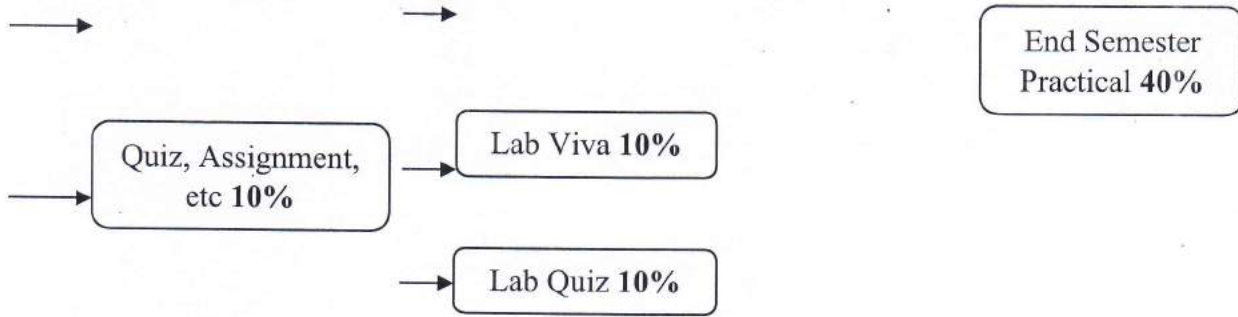 End Semester
Practical 40%
Quiz, Assignment,
etc 10%
Lab Viva 10%
Lab Quiz 10%